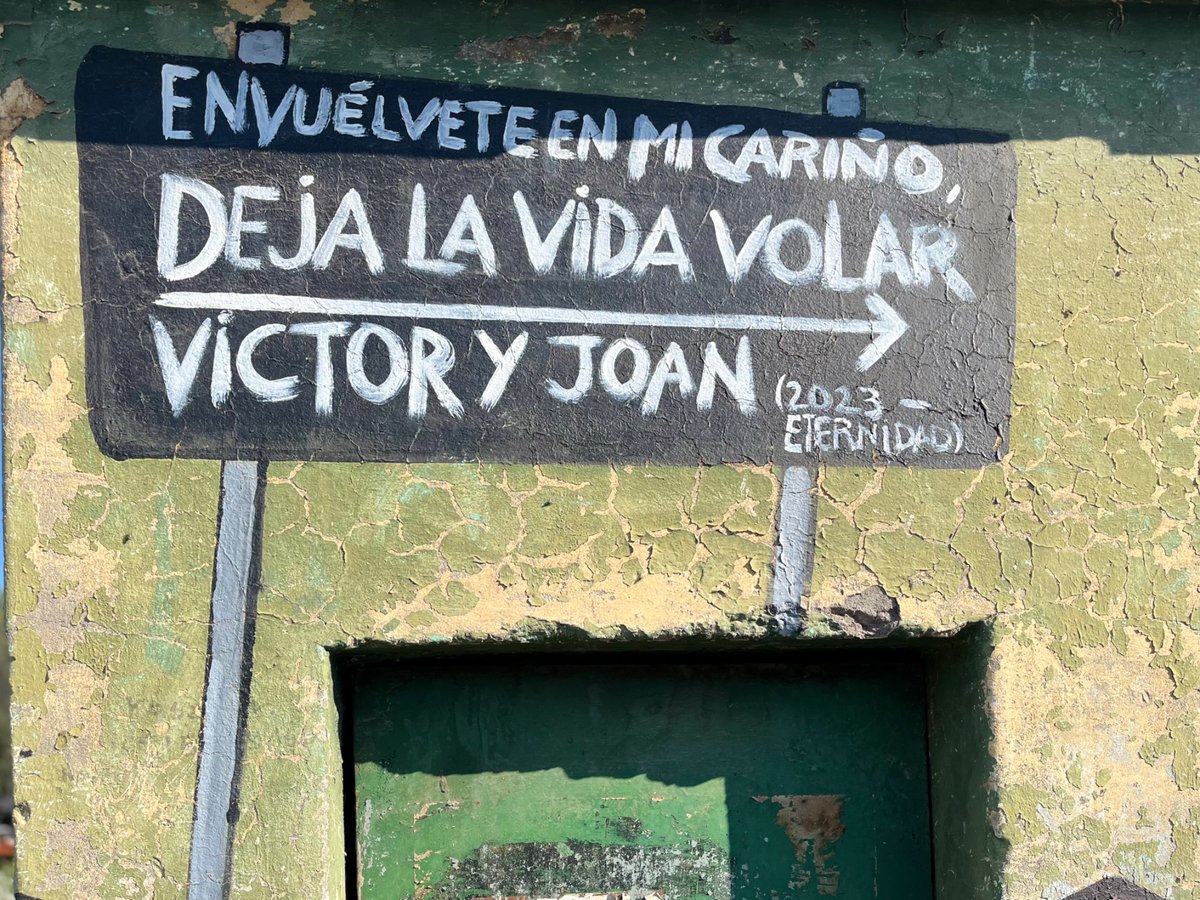 ENVUÉLVETE EN MI CARIÑO,
DEJA LA VIDA VOLAR
VICTOR Y JOAN (2023 -
ETERNIDAD)